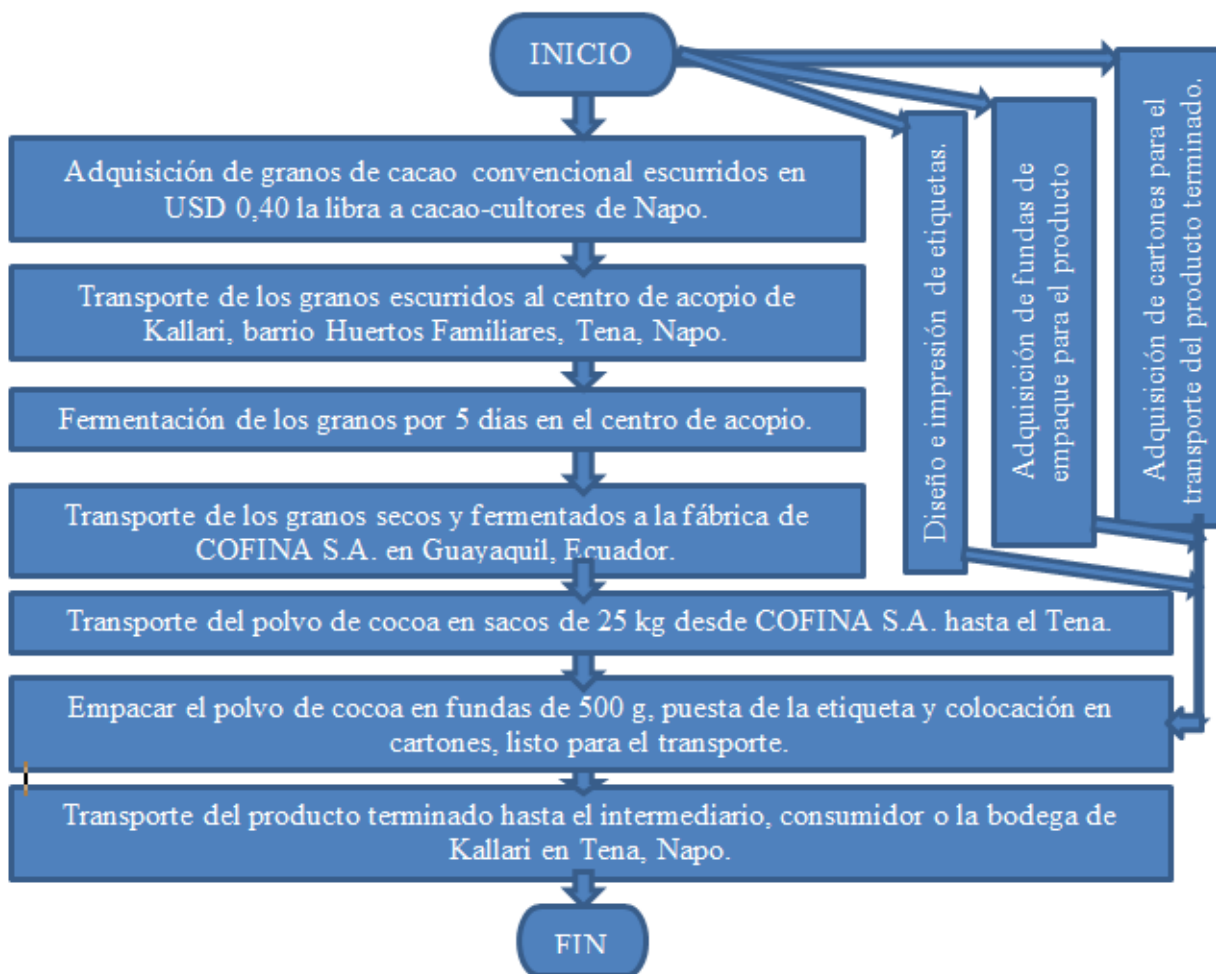 INICIO
Adquisición de granos de cacao convencional escurridos en
USD 0,40 la libra a cacao-cultores de Napo.
Transporte de los granos escurridos al centro de acopio de
Kallari, barrio Huertos Familiares, Tena, Napo.
Fermentación de los granos por 5 días en el centro de acopio.
Transporte de los granos secos y fermentados a la fábrica de
COFINA S.A. en Guayaquil, Ecuador.
Diseño e impresión de etiquetas.
Adquisición de fundas de
empaque para el producto
Adquisición de cartones para el
transporte del producto terminado.
Transporte del polvo de cocoa en sacos de 25 kg desde COFINA S.A. hasta el Tena.
Empacar el polvo de cocoa en fundas de 500 g, puesta de la etiqueta y colocación en
cartones, listo para el transporte.
Transporte del producto terminado hasta el intermediario, consumidor o la bodega de
Kallari en Tena, Napo.
FIN